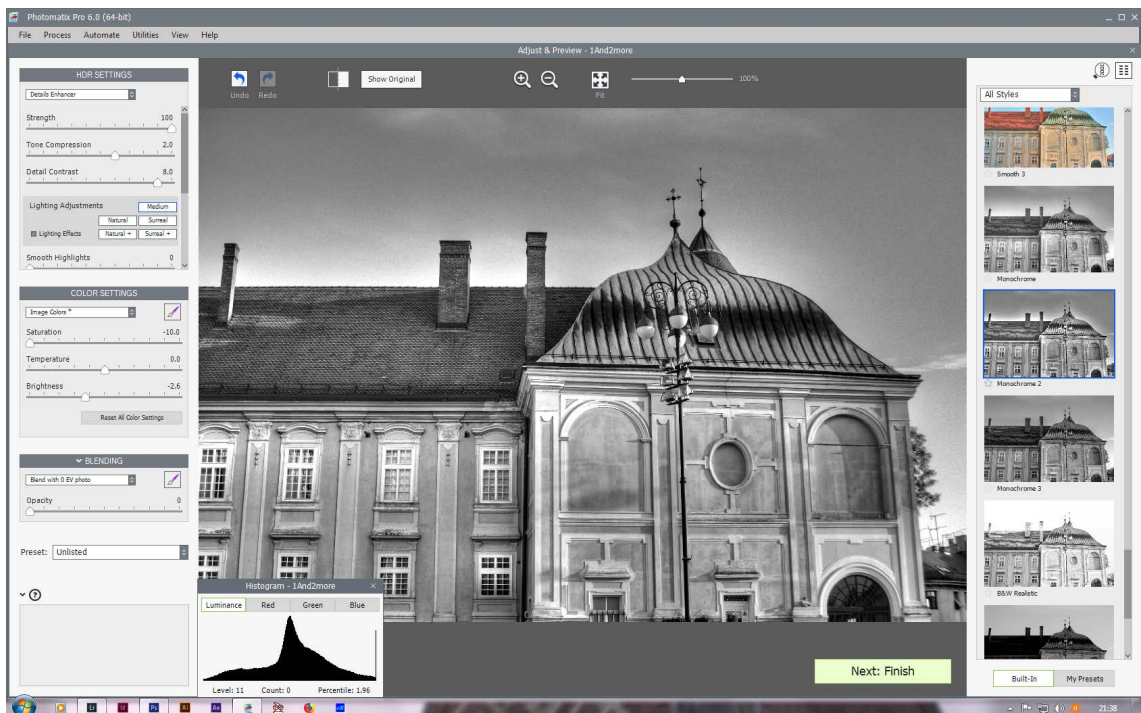 Photomatix Pro 6.0 (64-bit)
File Process Automate Utilities View Help
Adjust & Preview - 1And2more
HDR SETTINGS
Details Enhancer
Strength 100
Tone Compression 2.0
Detail Contrast 8.0
Lighting Adjustments Medium
Natural Surreal
Lighting Effects Natural + Surreal +
Smooth Highlights 0
COLOR SETTINGS
Image Colors *
Saturation -10.0
Temperature 0.0
Brightness -2.6
Reset All Color Settings
BLENDING
Blend with 0 EV photo
Opacity 0
Preset: Unlisted
Undo Redo
Show Original
Fit
100%
Histogram - 1And2more
Luminance Red Green Blue
Level: 11 Count: 0 Percentile: 1.96
Next: Finish
All Styles
Smooth 3
Monochrome
Monochrome 2
Monochrome 3
B&W Realistic
Built-In My Presets
Lr Id Ps Ai Ae
21:38